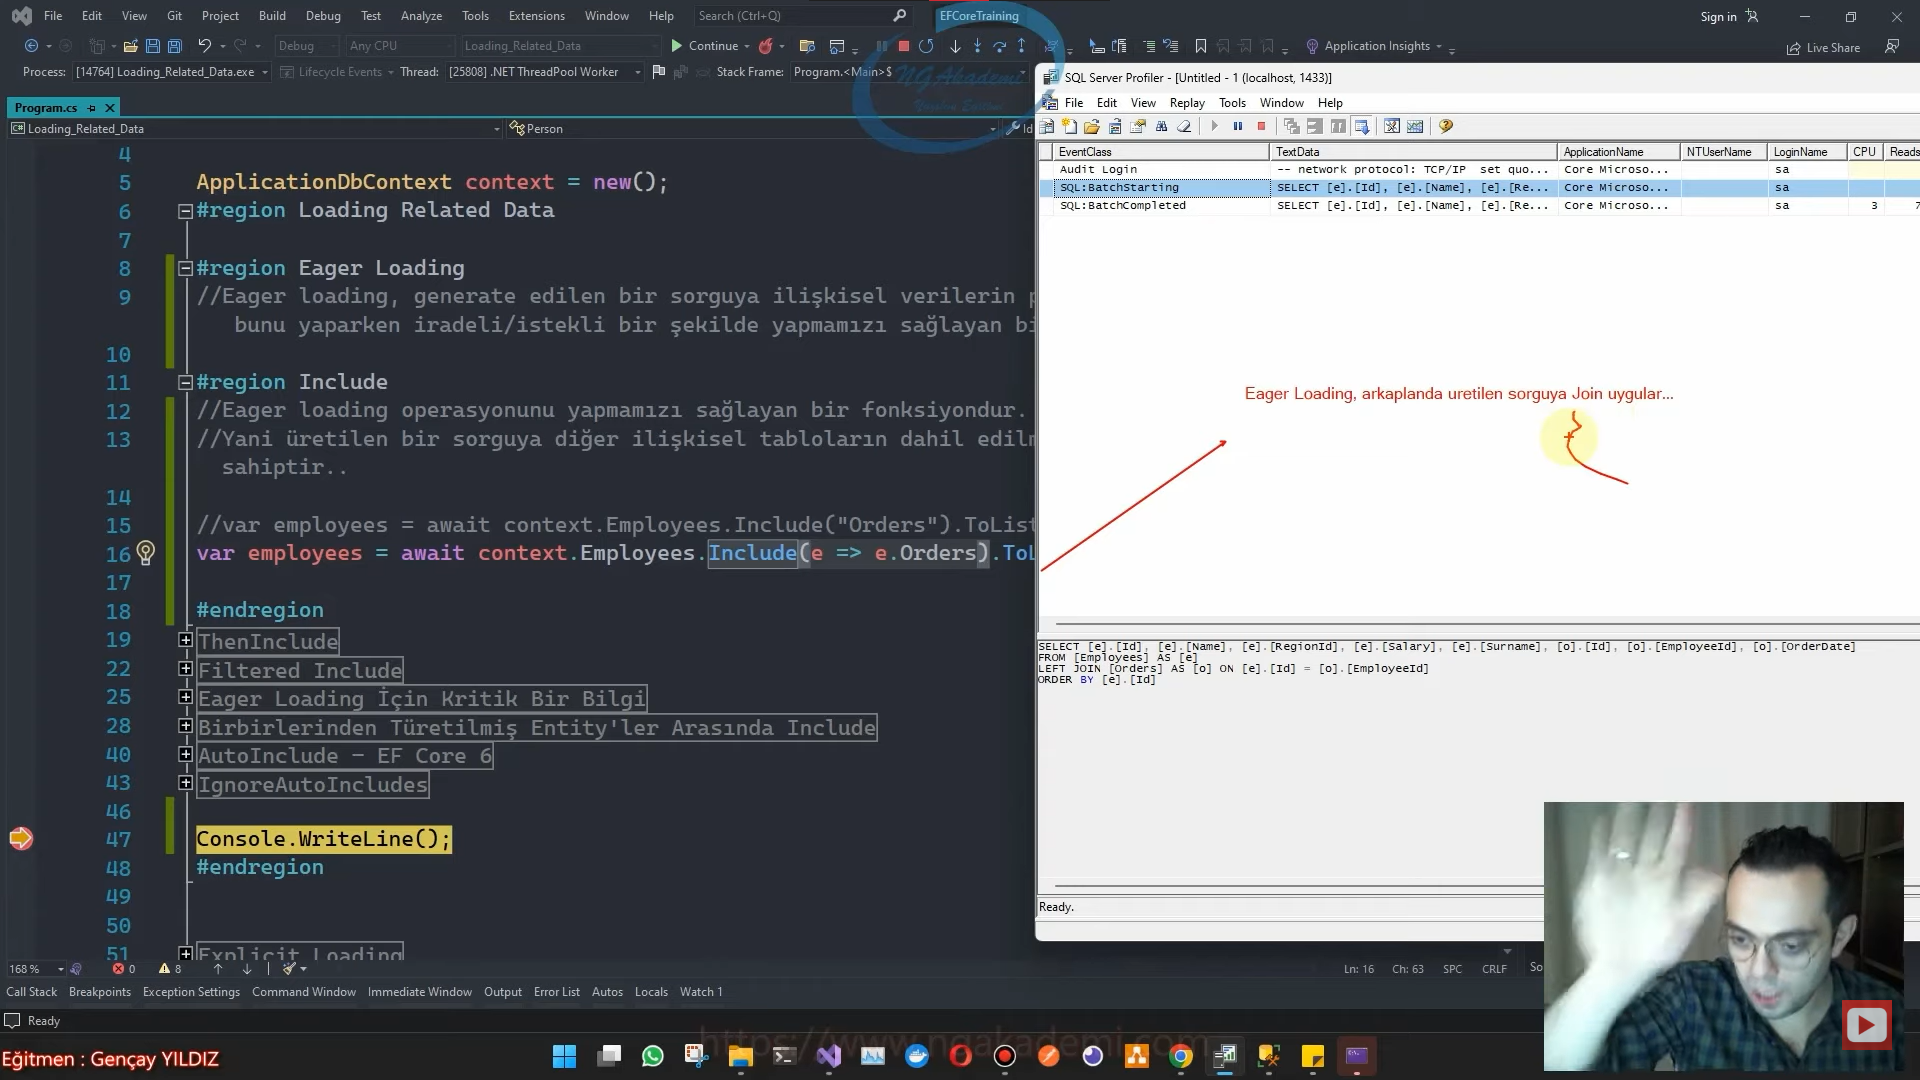 File Edit View Git Project Build Debug Test Analyze Tools Extensions Window Help Search (Ctrl+Q) EFCoreTraining Sign in
Debug Any CPU Loading_Related_Data Continue Application Insights Live Share
Process: [14764] Loading_Related_Data.exe Lifecycle Events Thread: [25808] .NET ThreadPool Worker Stack Frame: Program.<Main>$
NGAkademi
Program.cs
Loading_Related_Data Person Id
4
5 ApplicationDbContext context = new();
6 #region Loading Related Data
7
8 #region Eager Loading
9 //Eager loading, generate edilen bir sorguya ilişkisel verilerin
bunu yaparken iradeli/istekli bir şekilde yapmamızı sağlayan
10
11 #region Include
12 //Eager loading operasyonunu yapmamızı sağlayan bir fonksiyondur.
13 //Yani üretilen bir sorguya diğer ilişkisel tabloların dahil
sahiptir..
14
15 //var employees = await context.Employees.Include("Orders").ToList
16 var employees = await context.Employees.Include(e => e.Orders).ToL
17
18 #endregion
19 ThenInclude
22 Filtered Include
25 Eager Loading İçin Kritik Bir Bilgi
28 Birbirlerinden Türetilmiş Entity'ler Arasında Include
40 AutoInclude – EF Core 6
43 IgnoreAutoIncludes
46
47 Console.WriteLine();
48 #endregion
49
50
51 Explicit Loading
168 % 0 8 Ln: 16 Ch: 63 SPC CRLF
Call Stack Breakpoints Exception Settings Command Window Immediate Window Output Error List Autos Locals Watch 1
Ready
SQL Server Profiler - [Untitled - 1 (localhost, 1433)]
File Edit View Replay Tools Window Help
EventClass TextData ApplicationName NTUserName LoginName CPU Reads
Audit Login -- network protocol: TCP/IP set quo... Core Microso... sa
SQL:BatchStarting SELECT [e].[Id], [e].[Name], [e].[Re... Core Microso... sa
SQL:BatchCompleted SELECT [e].[Id], [e].[Name], [e].[Re... Core Microso... sa 3 7
Eager Loading, arkaplanda uretilen sorguya Join uygular...
SELECT [e].[Id], [e].[Name], [e].[RegionId], [e].[Salary], [e].[Surname], [o].[Id], [o].[EmployeeId], [o].[OrderDate]
FROM [Employees] AS [e]
LEFT JOIN [Orders] AS [o] ON [e].[Id] = [o].[EmployeeId]
ORDER BY [e].[Id]
Ready.
https://www.ngakademi.com
Eğitmen : Gençay YILDIZ